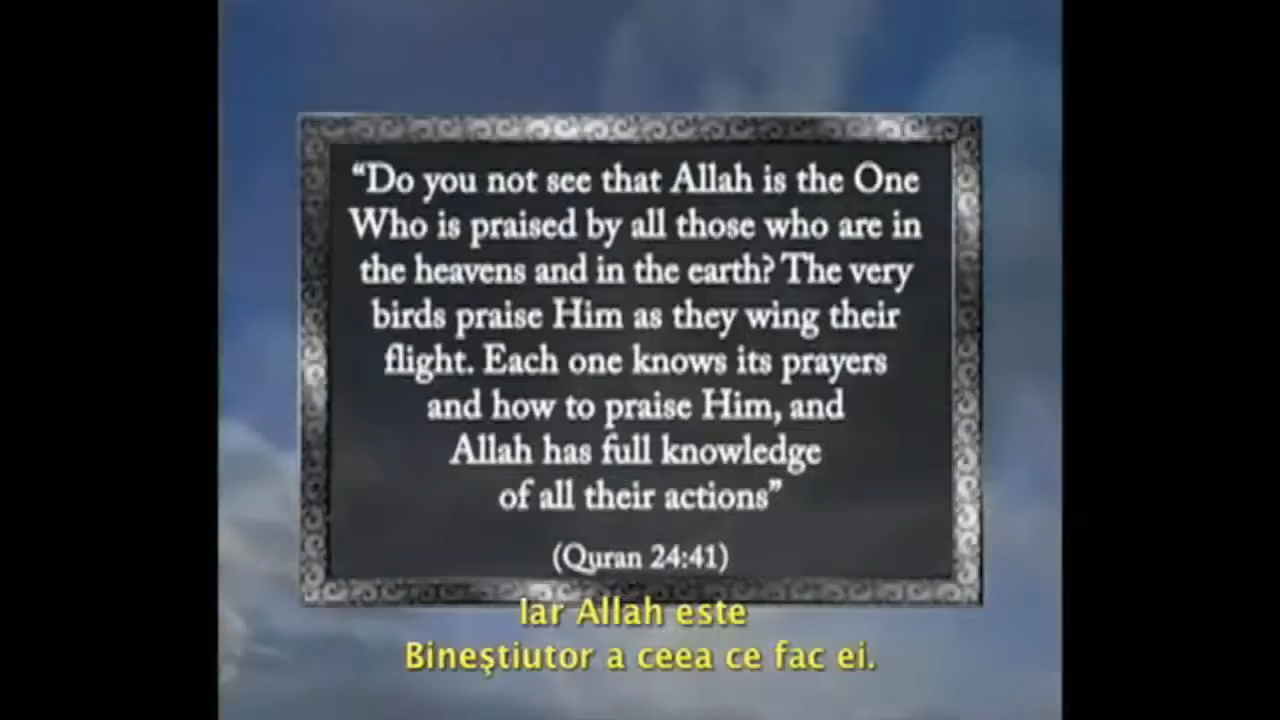 “Do you not see that Allah is the One
Who is praised by all those who are in
the heavens and in the earth? The very
birds praise Him as they wing their
flight. Each one knows its prayers
and how to praise Him, and
Allah has full knowledge
of all their actions”
(Quran 24:41)
Iar Allah este
Bineştiutor a ceea ce fac ei.